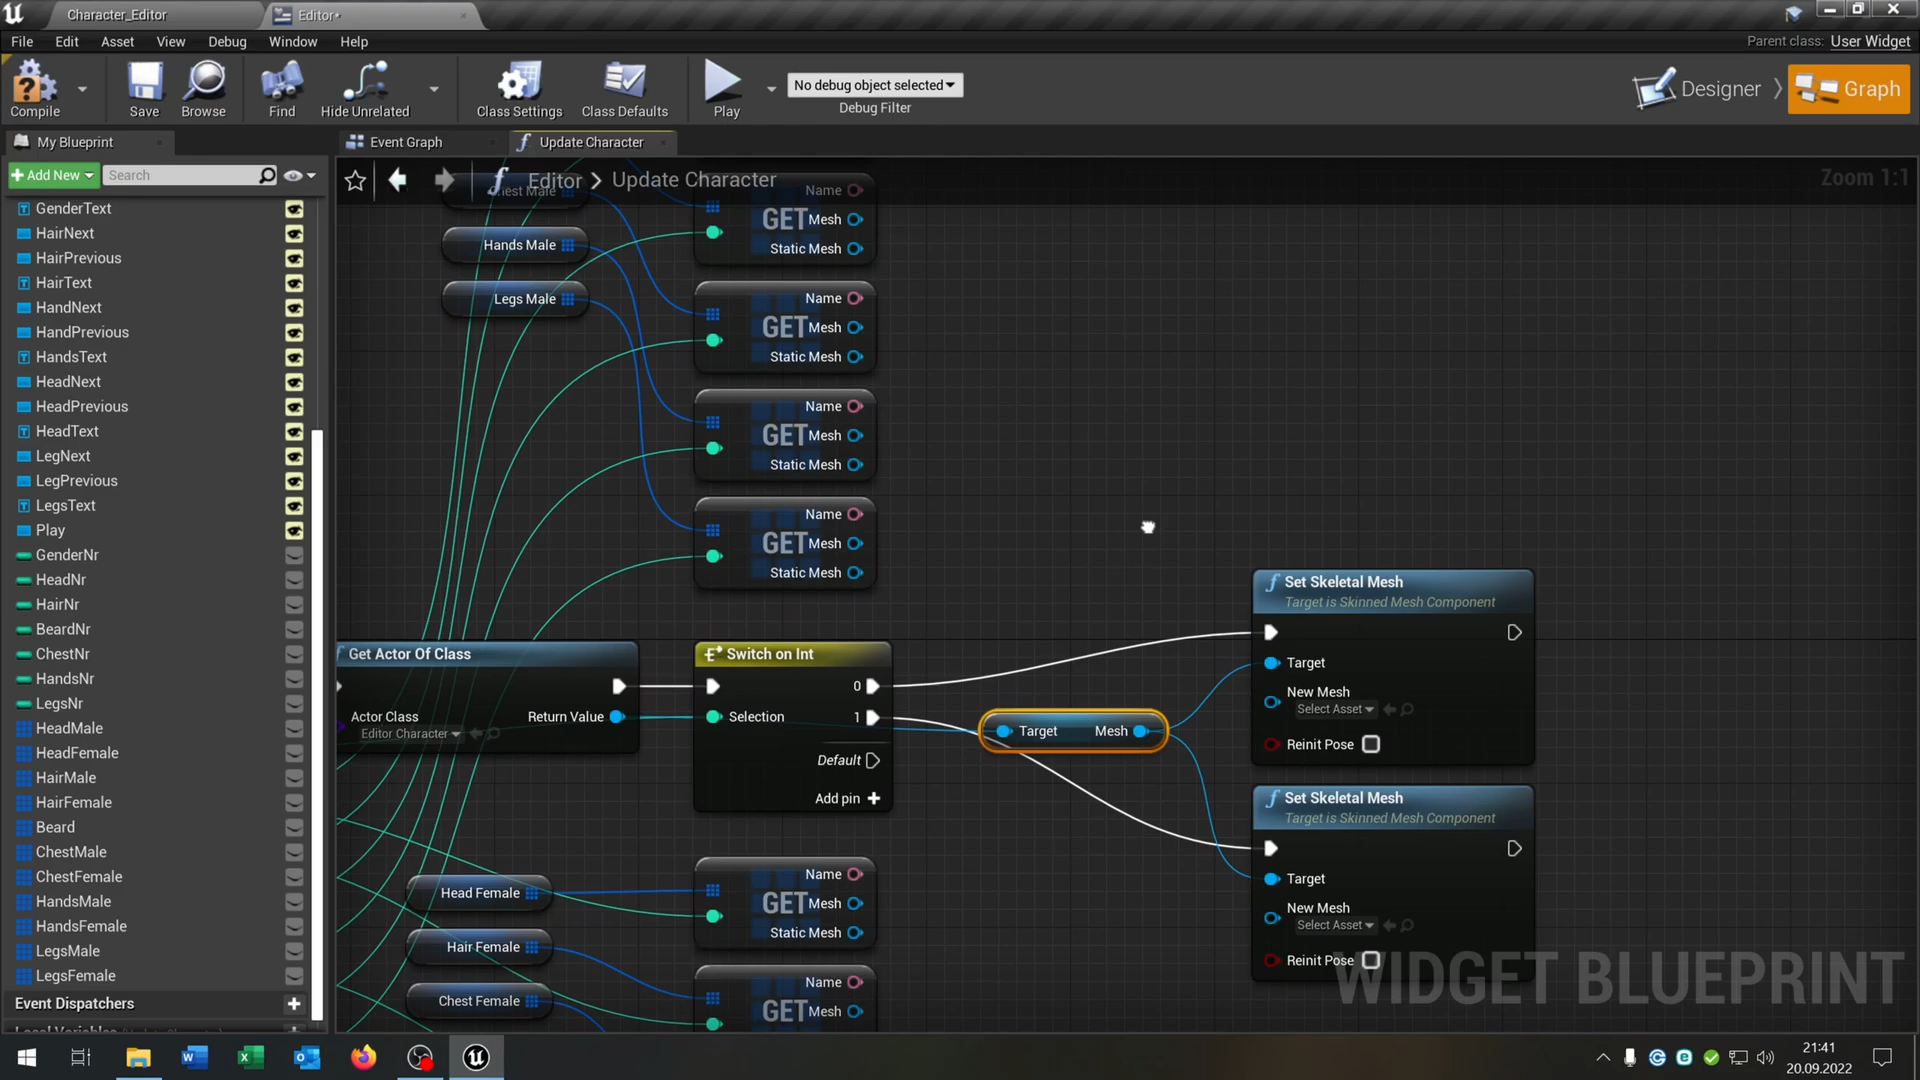 Character_Editor
Editor*
File Edit Asset View Debug Window Help
Parent class: User Widget
Compile
Save
Browse
Find
Hide Unrelated
Class Settings
Class Defaults
Play
No debug object selected
Debug Filter
Designer
Graph
My Blueprint
Event Graph
Update Character
Add New
Search
Editor > Update Character
Zoom 1:1
GenderText
HairNext
HairPrevious
HairText
HandNext
HandPrevious
HandsText
HeadNext
HeadPrevious
HeadText
LegNext
LegPrevious
LegsText
Play
GenderNr
HeadNr
HairNr
BeardNr
ChestNr
HandsNr
LegsNr
HeadMale
HeadFemale
HairMale
HairFemale
Beard
ChestMale
ChestFemale
HandsMale
HandsFemale
LegsMale
LegsFemale
Event Dispatchers
Chest Male
Hands Male
Legs Male
Name
GET Mesh
Static Mesh
Name
GET Mesh
Static Mesh
Name
GET Mesh
Static Mesh
Name
GET Mesh
Static Mesh
Get Actor Of Class
Actor Class
Editor Character
Return Value
Switch on Int
0
Selection
1
Default
Add pin
Target
Mesh
Set Skeletal Mesh
Target is Skinned Mesh Component
Target
New Mesh
Select Asset
Reinit Pose
Set Skeletal Mesh
Target is Skinned Mesh Component
Target
New Mesh
Select Asset
Reinit Pose
Head Female
Hair Female
Chest Female
Name
GET Mesh
Static Mesh
Name
GET Mesh
WIDGET BLUEPRINT
21:41
20.09.2022